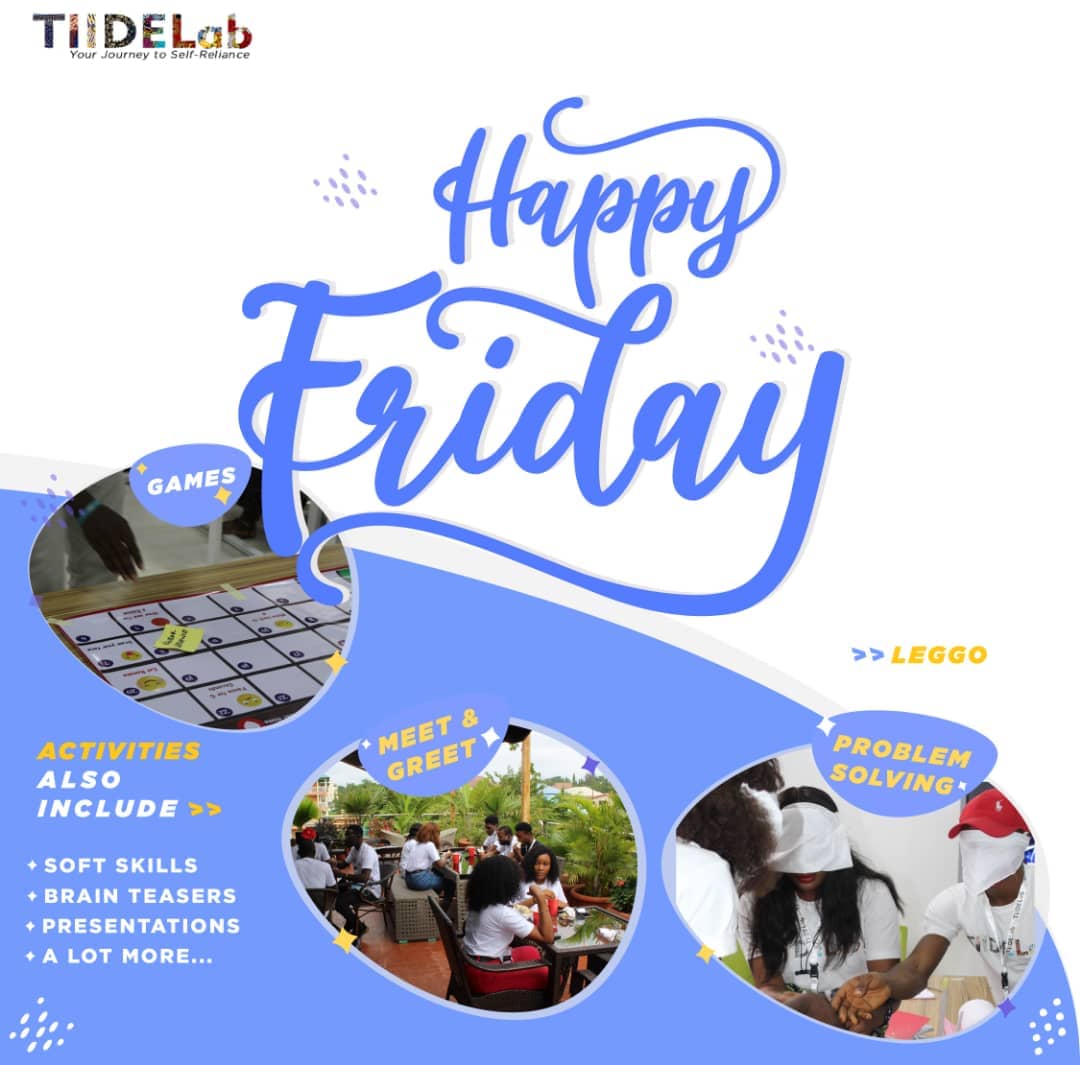 TIIDELab
Your Journey to Self-Reliance
Happy
Friday
GAMES
>> LEGGO
MEET &
GREET
PROBLEM
SOLVING
ACTIVITIES
ALSO
INCLUDE >>
SOFT SKILLS
BRAIN TEASERS
PRESENTATIONS
A LOT MORE...